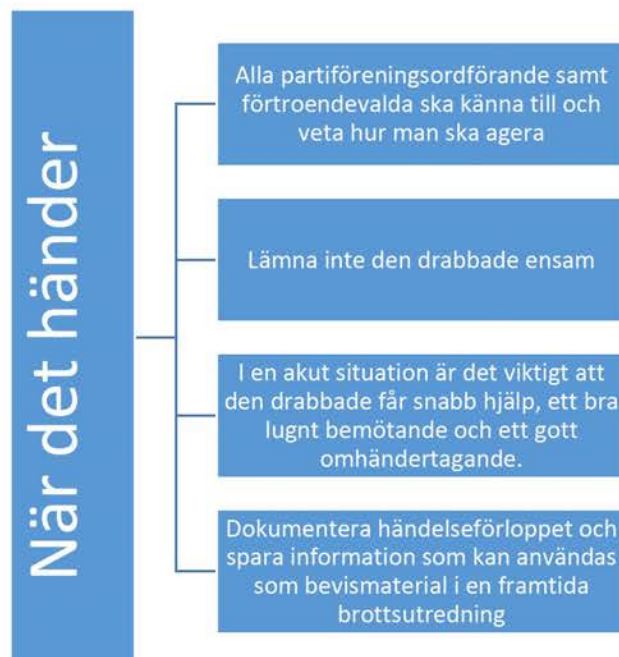 När det händer
Alla partiföreningsordförande samt
förtroendevalda ska känna till och
veta hur man ska agera
Lämna inte den drabbade ensam
I en akut situation är det viktigt att
den drabbade får snabb hjälp, ett bra
lugnt bemötande och ett gott
omhändertagande.
Dokumentera händelseförloppet och
spara information som kan användas
som bevismaterial i en framtida
brottsutredning